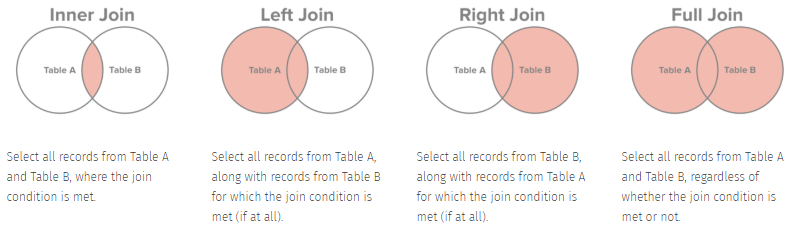 Inner Join
Table A
Table B
Select all records from Table A
and Table B, where the join
condition is met.
Left Join
Table A
Table B
Select all records from Table A,
along with records from Table B
for which the join condition is
met (if at all).
Right Join
Table A
Table B
Select all records from Table B,
along with records from Table A
for which the join condition is
met (if at all).
Full Join
Table A
Table B
Select all records from Table A
and Table B, regardless of
whether the join condition is
met or not.